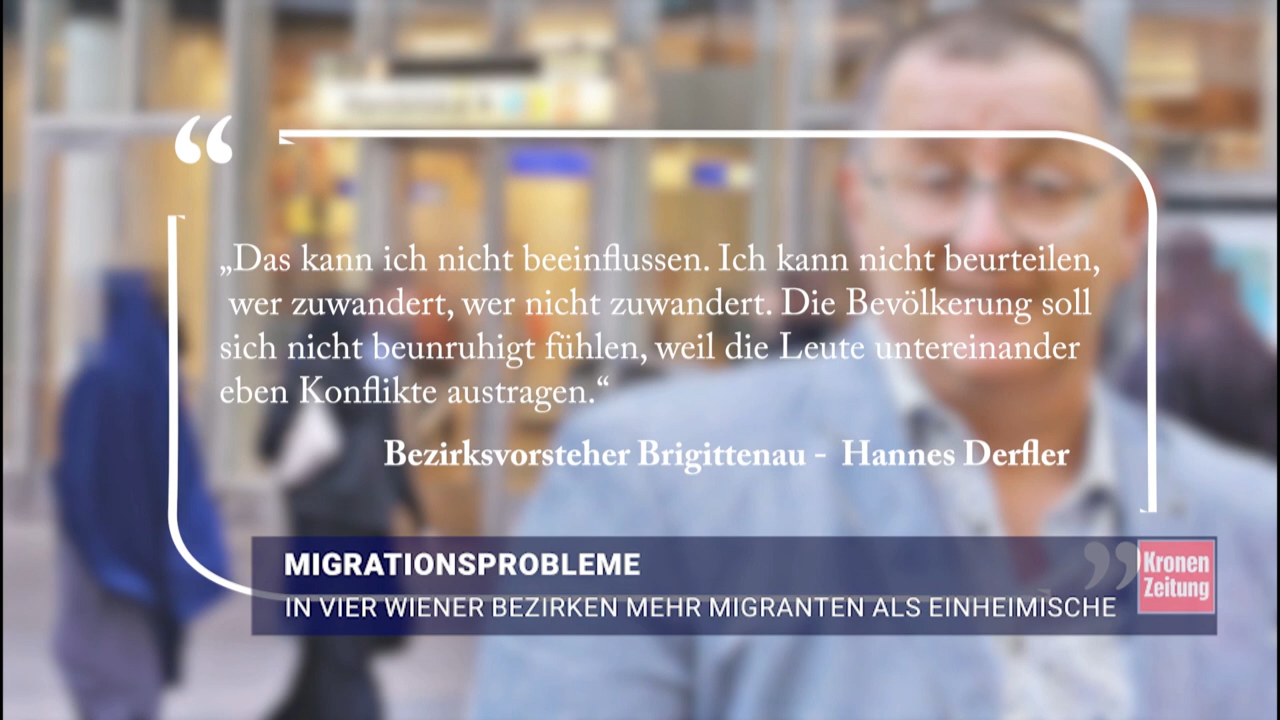 „Das kann ich nicht beeinflussen. Ich kann nicht beurteilen,
wer zuwandert, wer nicht zuwandert. Die Bevölkerung soll
sich nicht beunruhigt fühlen, weil die Leute untereinander
eben Konflikte austragen.“
Bezirksvorsteher Brigittenau - Hannes Derfler
MIGRATIONSPROBLEME
IN VIER WIENER BEZIRKEN MEHR MIGRANTEN ALS EINHEIMISCHE
Kronen
Zeitung